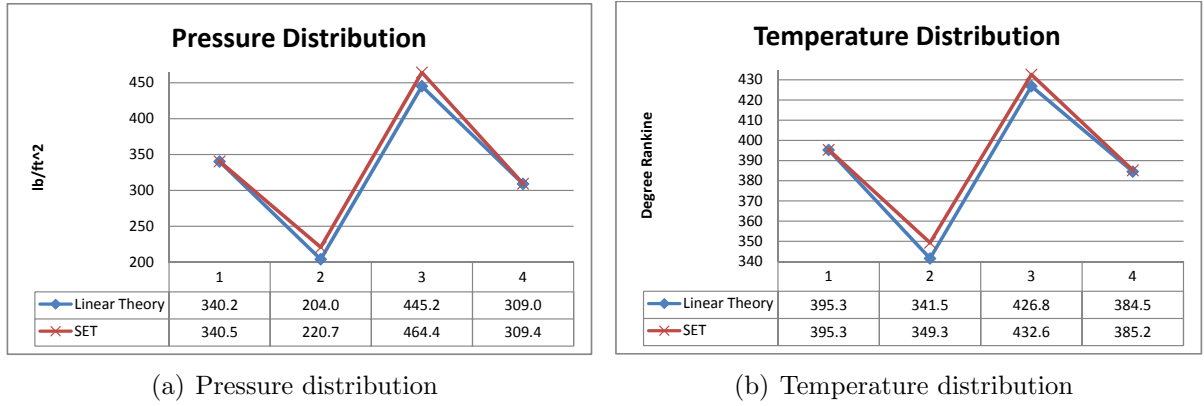 Pressure Distribution
lb/ft^2
450
400
350
300
250
200
1 2 3 4
Linear Theory 340.2 204.0 445.2 309.0
SET 340.5 220.7 464.4 309.4
(a) Pressure distribution
Temperature Distribution
Degree Rankine
430
420
410
400
390
380
370
360
350
340
1 2 3 4
Linear Theory 395.3 341.5 426.8 384.5
SET 395.3 349.3 432.6 385.2
(b) Temperature distribution